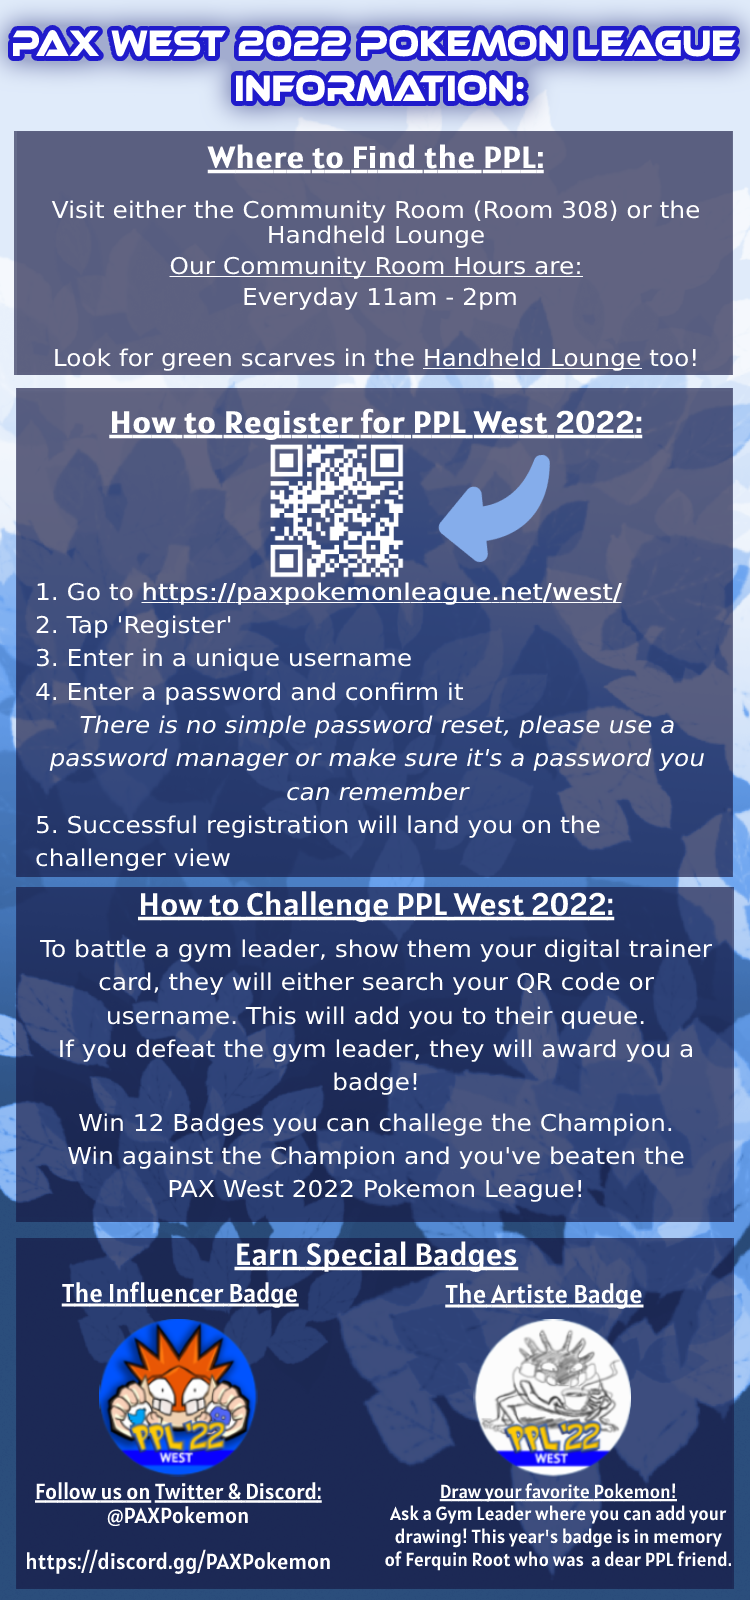 PAX WEST 2022 POKEMON LEAGUE
INFORMATION:
Where to Find the PPL:
Visit either the Community Room (Room 308) or the
Handheld Lounge
Our Community Room Hours are:
Everyday 11am - 2pm
Look for green scarves in the Handheld Lounge too!
How to Register for PPL West 2022:
1. Go to https://paxpokemonleague.net/west/
2. Tap 'Register'
3. Enter in a unique username
4. Enter a password and confirm it
There is no simple password reset, please use a
password manager or make sure it's a password you
can remember
5. Successful registration will land you on the
challenger view
How to Challenge PPL West 2022:
To battle a gym leader, show them your digital trainer
card, they will either search your QR code or
username. This will add you to their queue.
If you defeat the gym leader, they will award you a
badge!
Win 12 Badges you can challege the Champion.
Win against the Champion and you've beaten the
PAX West 2022 Pokemon League!
Earn Special Badges
The Influencer Badge
PPL '22
WEST
Follow us on Twitter & Discord:
@PAXPokemon
https://discord.gg/PAXPokemon
The Artiste Badge
PPL '22
WEST
Draw your favorite Pokemon!
Ask a Gym Leader where you can add your
drawing! This year's badge is in memory
of Ferquin Root who was a dear PPL friend.